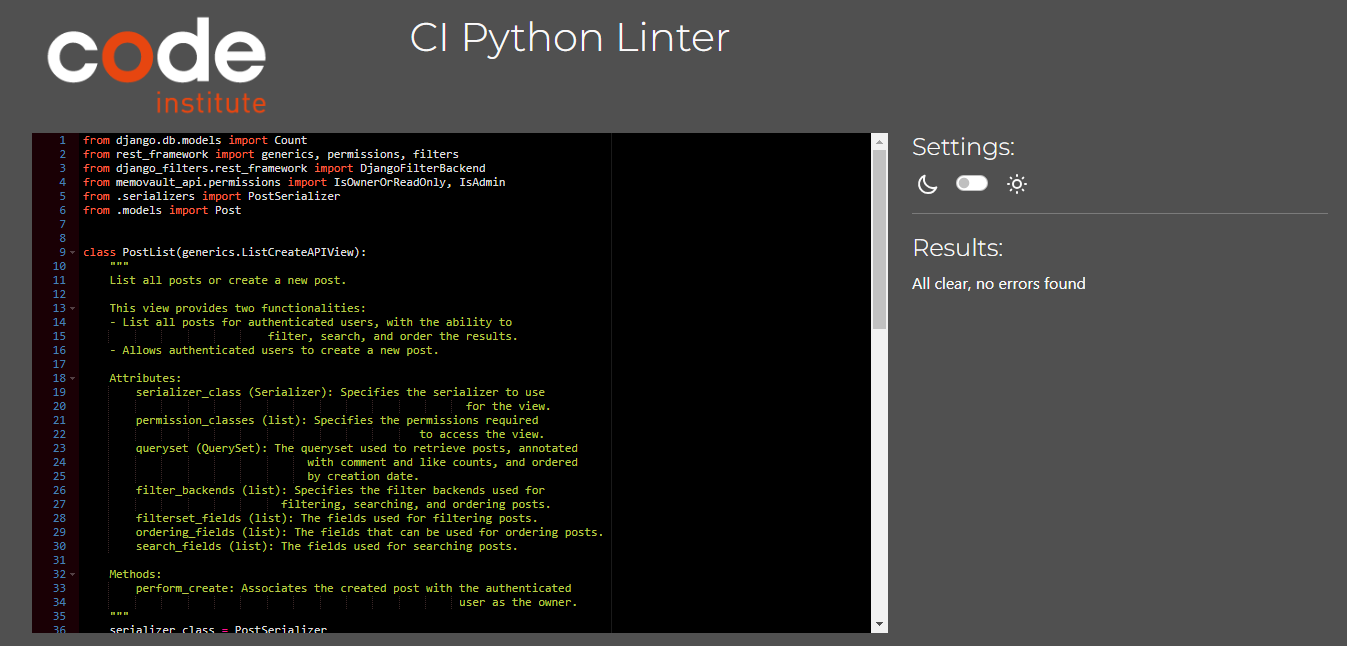 code
institute
CI Python Linter
1 from django.db.models import Count
2 from rest_framework import generics, permissions, filters
3 from django_filters.rest_framework import DjangoFilterBackend
4 from memovault_api.permissions import IsOwnerOrReadOnly, IsAdmin
5 from .serializers import PostSerializer
6 from .models import Post
7
8
9 class PostList(generics.ListCreateAPIView):
10     """
11     List all posts or create a new post.
12
13     This view provides two functionalities:
14     - List all posts for authenticated users, with the ability to
15                             filter, search, and order the results.
16     - Allows authenticated users to create a new post.
17
18     Attributes:
19         serializer_class (Serializer): Specifies the serializer to use
20                                                           for the view.
21         permission_classes (list): Specifies the permissions required
22                                                    to access the view.
23         queryset (QuerySet): The queryset used to retrieve posts, annotated
24                                   with comment and like counts, and ordered
25                                   by creation date.
26         filter_backends (list): Specifies the filter backends used for
27                               filtering, searching, and ordering posts.
28         filterset_fields (list): The fields used for filtering posts.
29         ordering_fields (list): The fields that can be used for ordering posts.
30         search_fields (list): The fields used for searching posts.
31
32     Methods:
33         perform_create: Associates the created post with the authenticated
34                                                         user as the owner.
35     """
36     serializer_class = PostSerializer
Settings:
Results:
All clear, no errors found